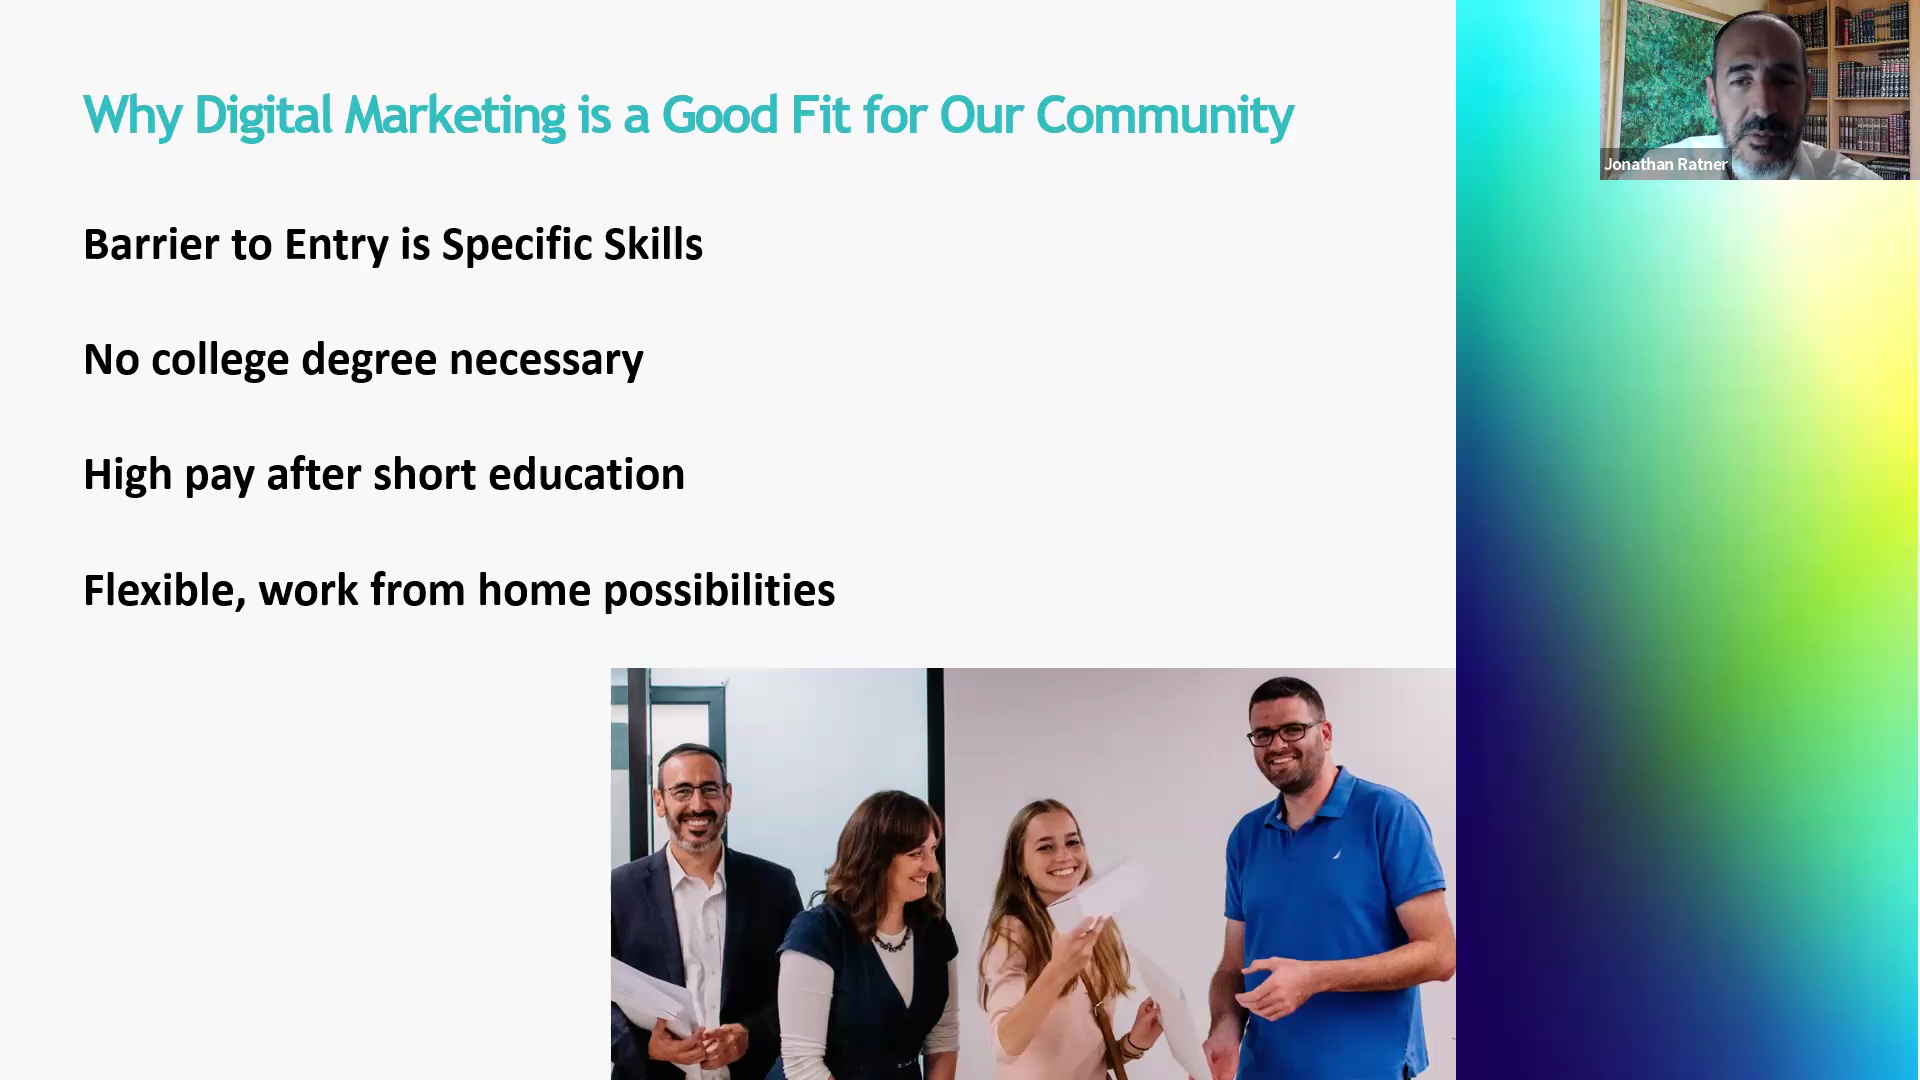 Why Digital Marketing is a Good Fit for Our Community
Jonathan Ratner
Barrier to Entry is Specific Skills
No college degree necessary
High pay after short education
Flexible, work from home possibilities